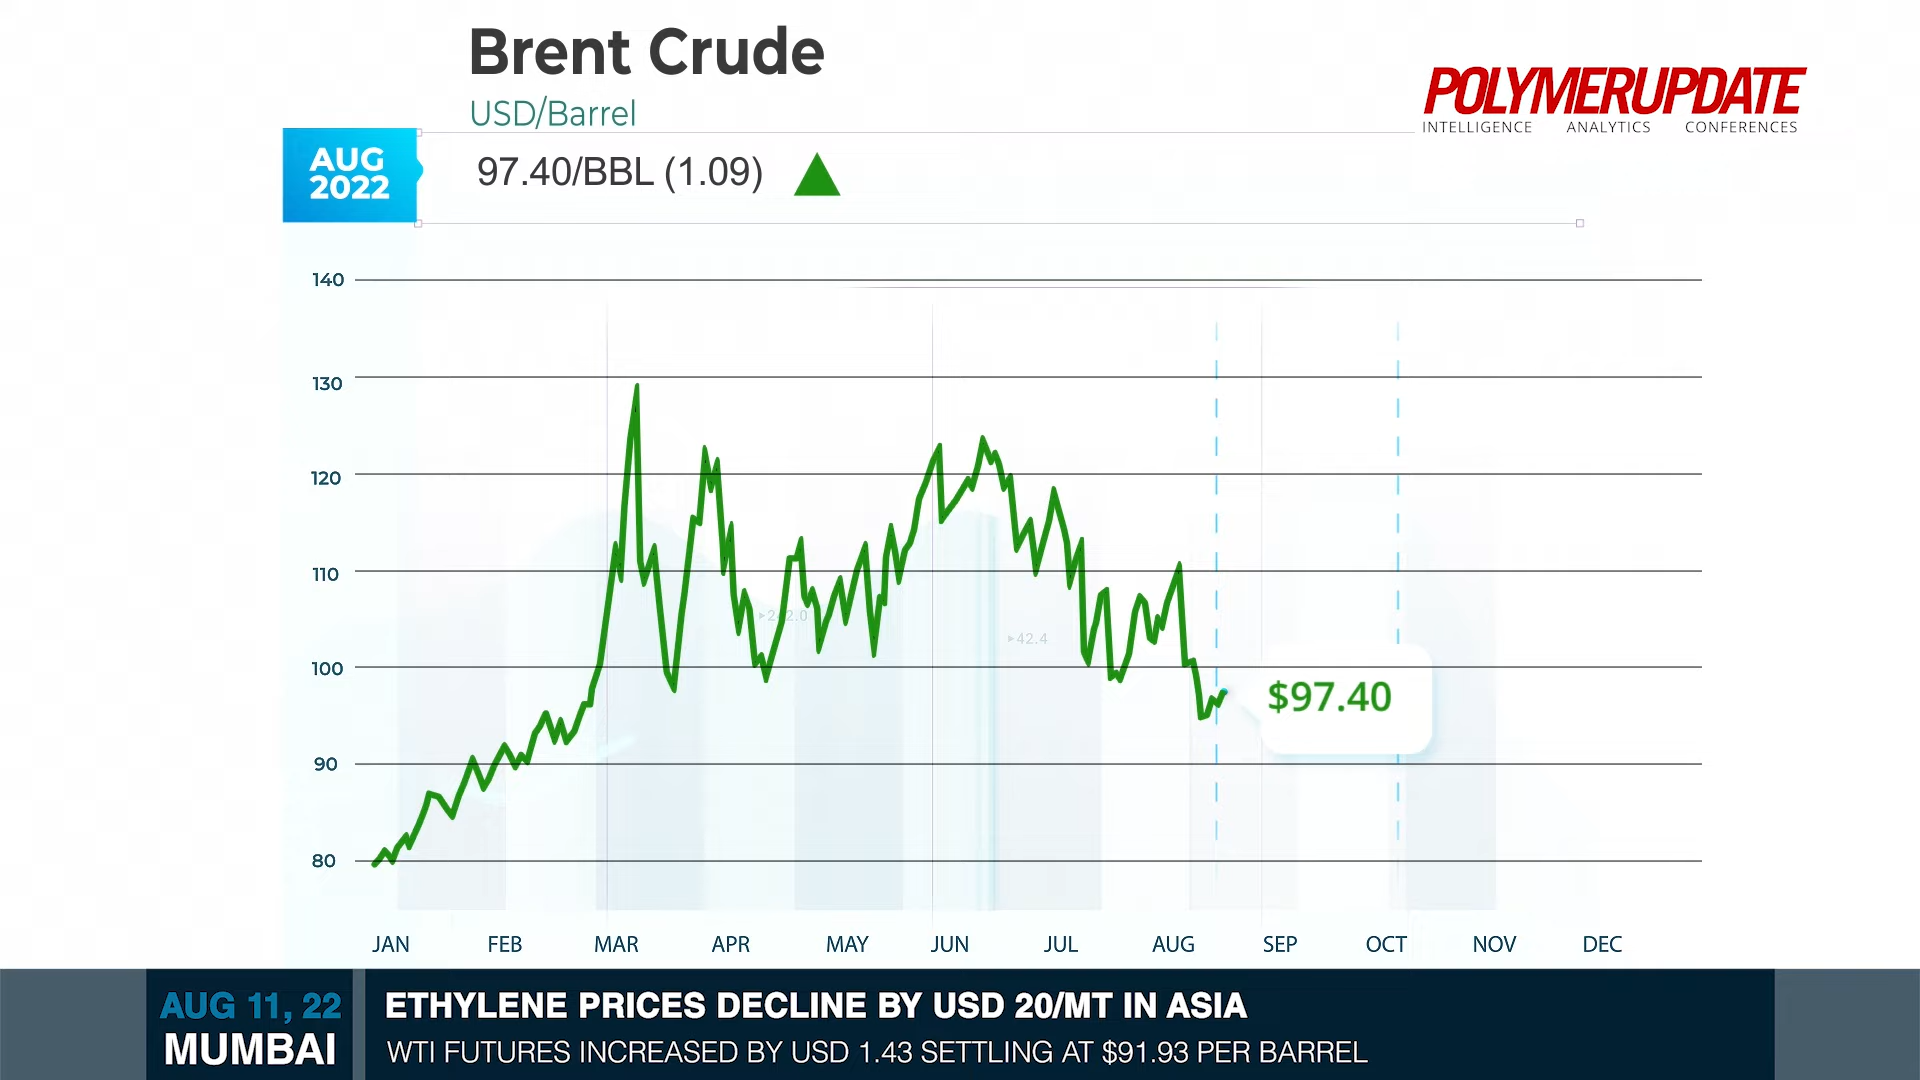 Brent Crude
USD/Barrel
POLYMERUPDATE
INTELLIGENCE ANALYTICS CONFERENCES
AUG
2022
97.40/BBL (1.09)
140
130
120
110
100
90
80
42.4
$97.40
JAN FEB MAR APR MAY JUN JUL AUG SEP OCT NOV DEC
AUG 11, 22
MUMBAI
ETHYLENE PRICES DECLINE BY USD 20/MT IN ASIA
WTI FUTURES INCREASED BY USD 1.43 SETTLING AT $91.93 PER BARREL